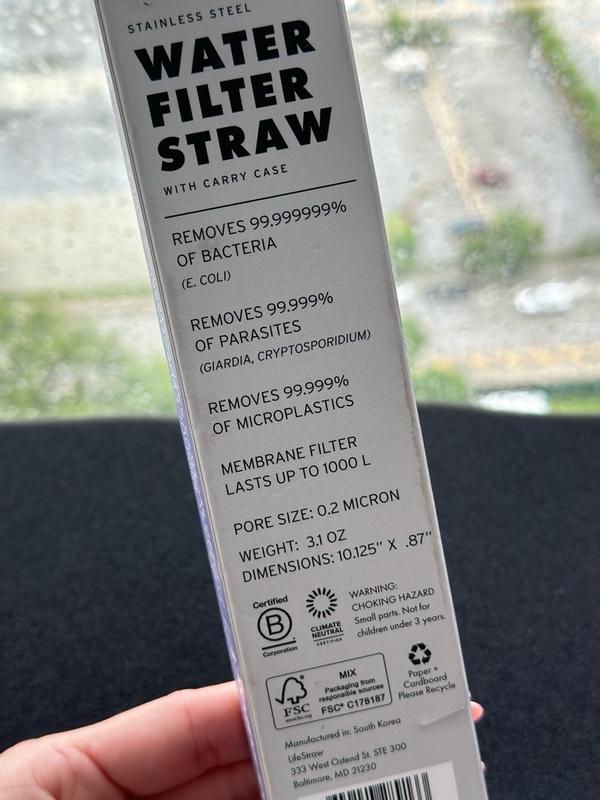 STAINLESS STEEL
WATER
FILTER
STRAW
WITH CARRY CASE
REMOVES 99.999999%
OF BACTERIA
(E. COLI)
REMOVES 99.999%
OF PARASITES
(GIARDIA, CRYPTOSPORIDIUM)
REMOVES 99.999%
OF MICROPLASTICS
MEMBRANE FILTER
LASTS UP TO 1000 L
PORE SIZE: 0.2 MICRON
WEIGHT: 3.1 OZ
DIMENSIONS: 10.125" X .87"
Certified
B
Corporation
CLIMATE
NEUTRAL
CERTIFIED
WARNING:
CHOKING HAZARD
Small parts. Not for
children under 3 years.
FSC
www.fsc.org
MIX
Packaging from
responsible sources
FSC® C178187
Paper +
Cardboard
Please Recycle
Manufactured in: South Korea
LifeStraw
333 West Ostend St. STE 300
Baltimore, MD 21230